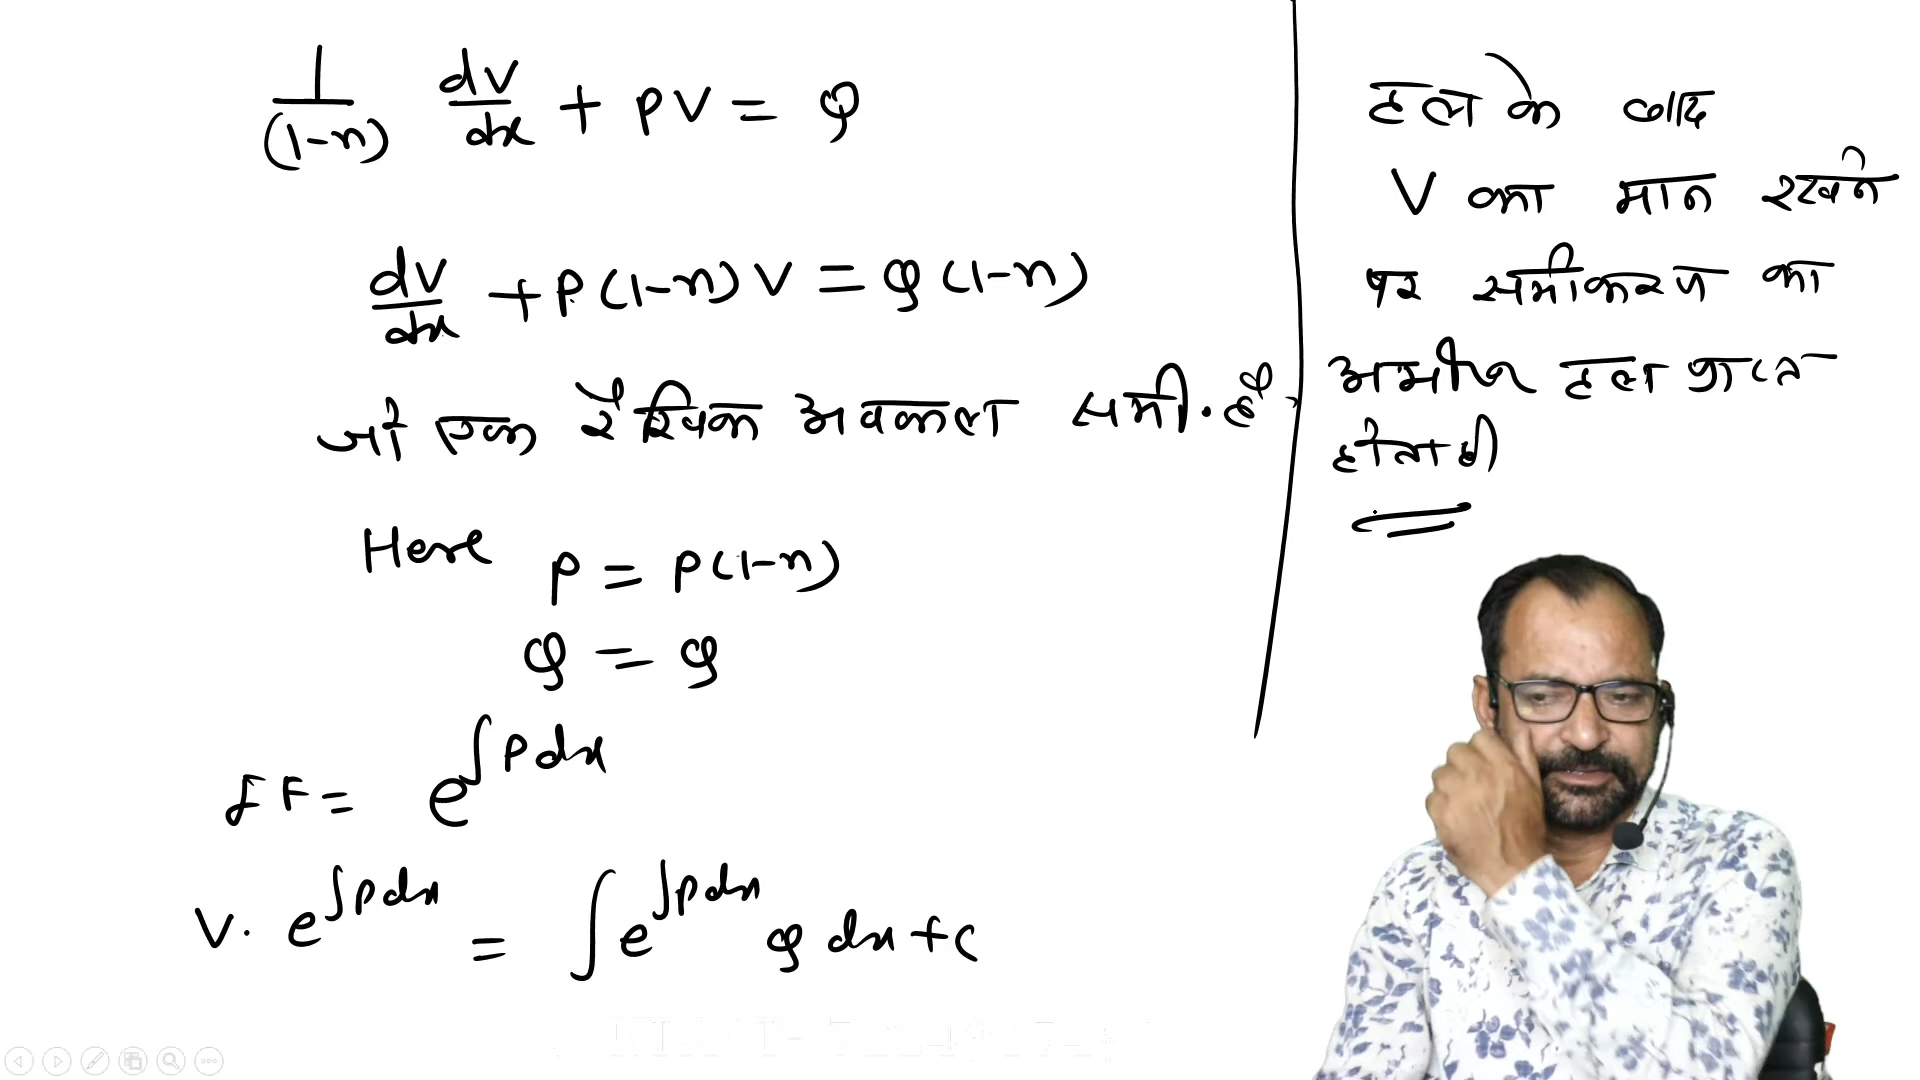 1/(1-n) dv/dx + PV = Q
dv/dx + P(1-n)V = Q(1-n)
जो एक रैखिक अवकल समी. है
Here P = P(1-n)
Q = Q
IF = e^∫Pdx
V. e^∫Pdx = ∫e^∫Pdx Q dx + c
हल के बाद
V का मान रखने
पर समीकरण का
अभीष्ट हल प्राप्त
होता है